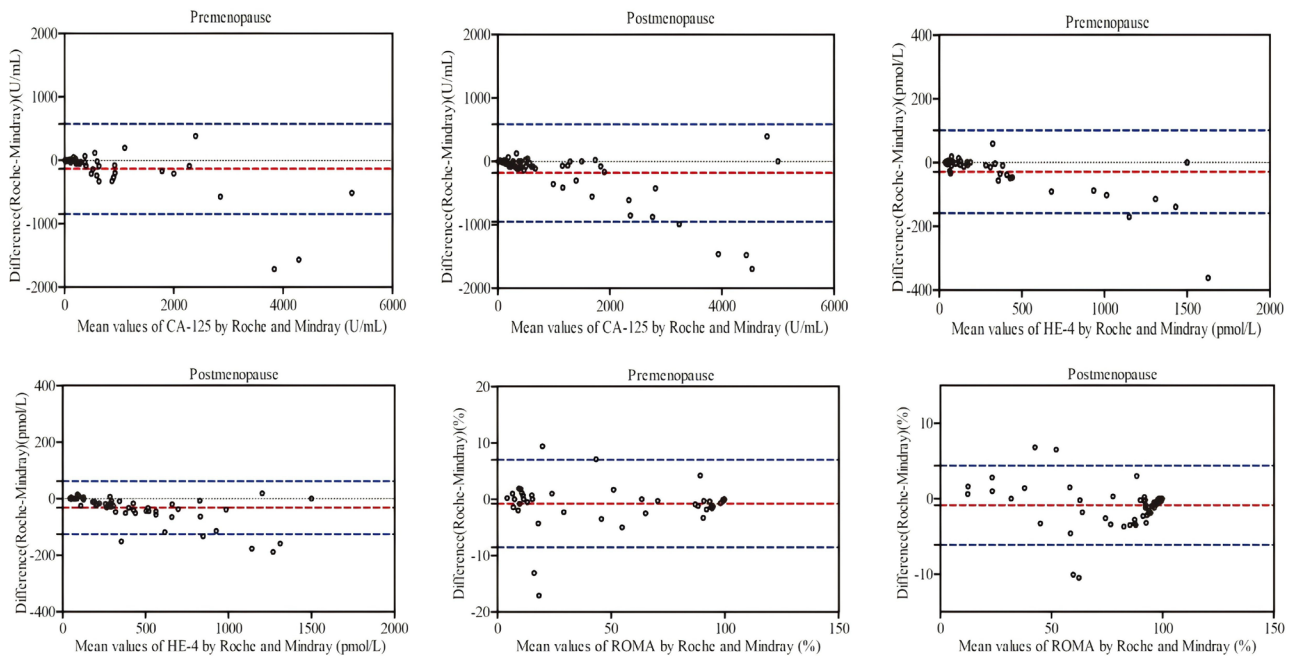 Premenopause
2000
1000
0
-1000
-2000
Difference(Roche-Mindray)(U/mL)
0 2000 4000 6000
Mean values of CA-125 by Roche and Mindray (U/mL)
Postmenopause
2000
1000
0
-1000
-2000
Difference(Roche-Mindray)(U/mL)
0 2000 4000 6000
Mean values of CA-125 by Roche and Mindray (U/mL)
Premenopause
400
200
0
-200
-400
Difference(Roche-Mindray)(pmol/L)
0 500 1000 1500 2000
Mean values of HE-4 by Roche and Mindray (pmol/L)
Postmenopause
400
200
0
-200
-400
Difference(Roche-Mindray)(pmol/L)
0 500 1000 1500 2000
Mean values of HE-4 by Roche and Mindray (pmol/L)
Premenopause
20
10
0
-10
-20
Difference(Roche-Mindray)(%)
0 50 100 150
Mean values of ROMA by Roche and Mindray (%)
Postmenopause
10
0
-10
Difference(Roche-Mindray)(%)
0 50 100 150
Mean values of ROMA by Roche and Mindray (%)